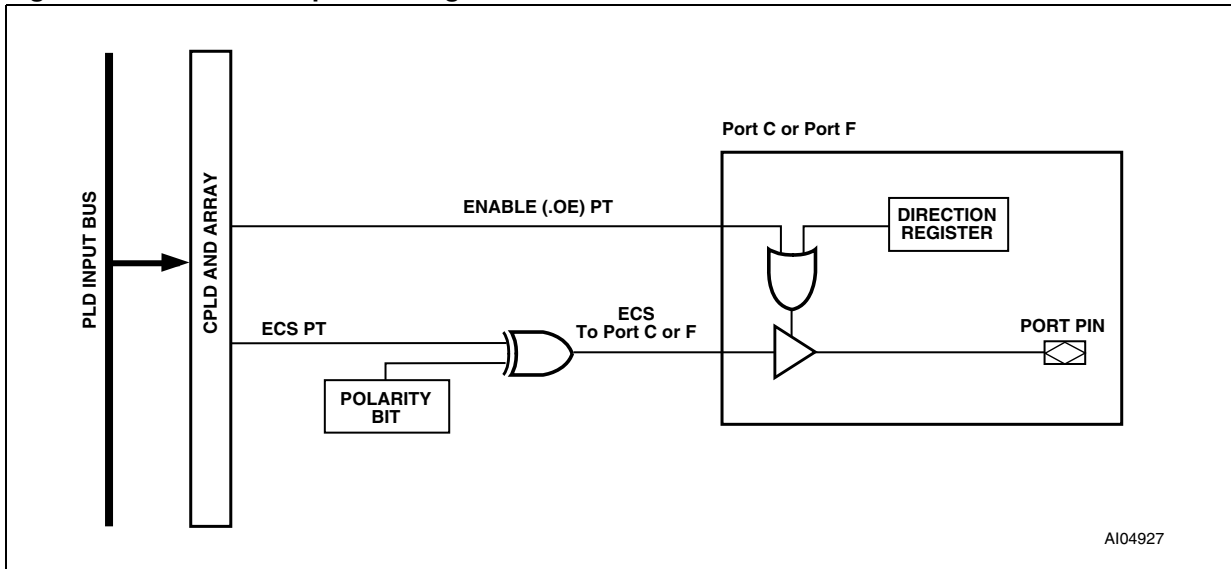 Port C or Port F
PLD INPUT BUS
CPLD AND ARRAY
ENABLE (.OE) PT
DIRECTION
REGISTER
ECS PT
ECS
To Port C or F
PORT PIN
POLARITY
BIT
AI04927